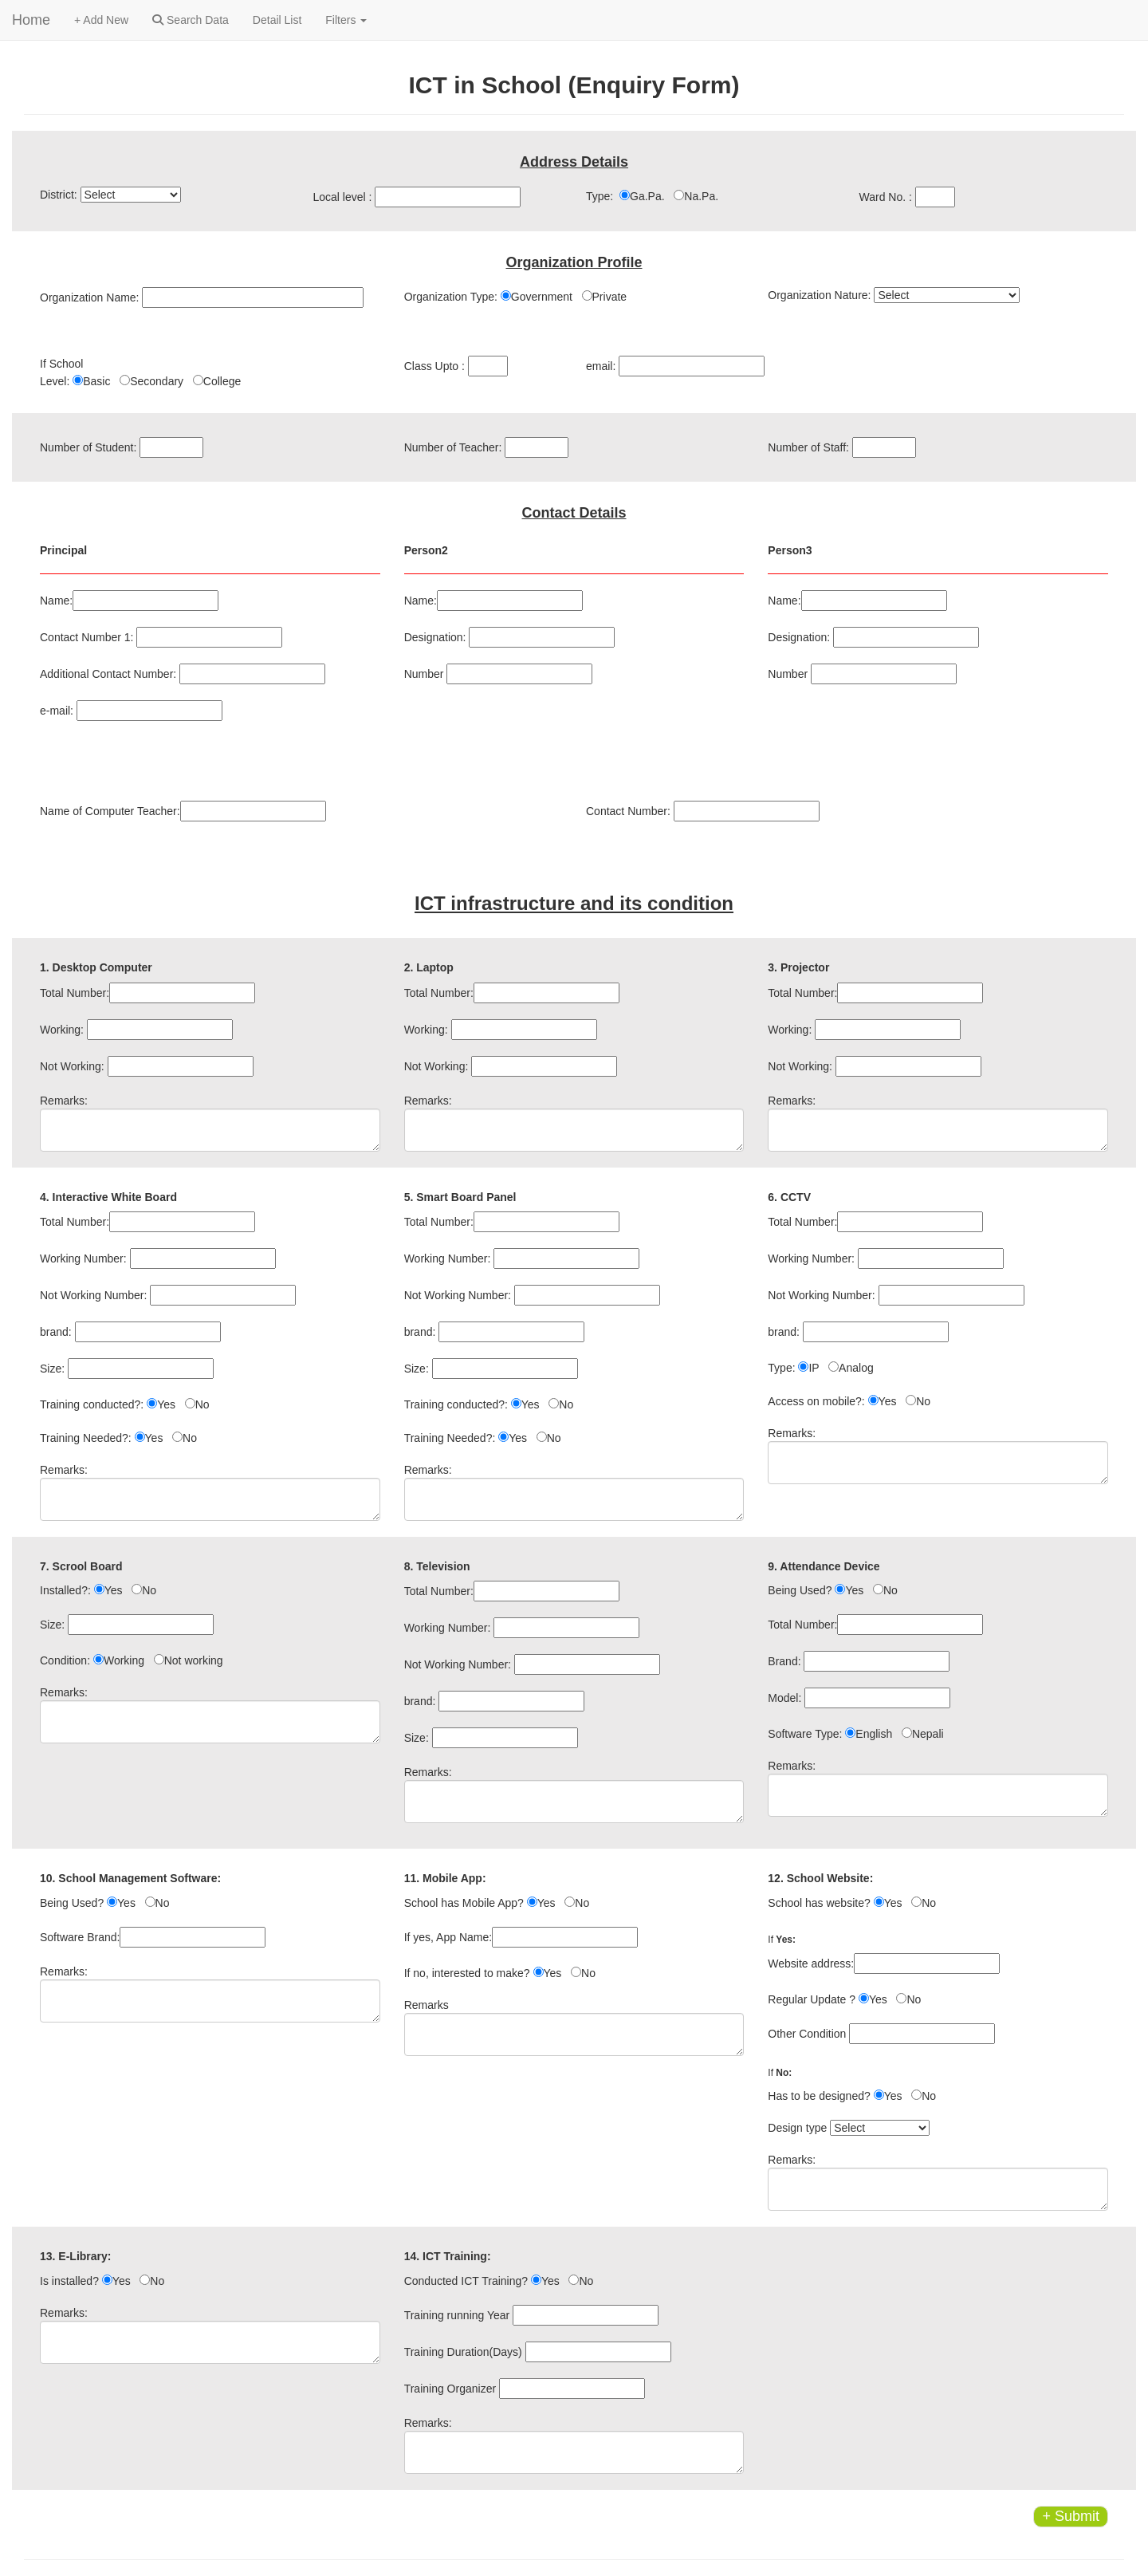 Home + Add New Search Data Detail List Filters
ICT in School (Enquiry Form)
Address Details
District: Select Local level : Type: Ga.Pa. Na.Pa. Ward No. :
Organization Profile
Organization Name: Organization Type: Government Private Organization Nature: Select
If School
Level: Basic Secondary College Class Upto : email:
Number of Student: Number of Teacher: Number of Staff:
Contact Details
Principal Person2 Person3
Name: Name: Name:
Contact Number 1: Designation: Designation:
Additional Contact Number: Number Number
e-mail:
Name of Computer Teacher: Contact Number:
ICT infrastructure and its condition
1. Desktop Computer 2. Laptop 3. Projector
Total Number: Total Number: Total Number:
Working: Working: Working:
Not Working: Not Working: Not Working:
Remarks: Remarks: Remarks:
4. Interactive White Board
Total Number:
Working Number:
Not Working Number:
brand:
Size:
Training conducted?: Yes No
Training Needed?: Yes No
Remarks:
5. Smart Board Panel
Total Number:
Working Number:
Not Working Number:
brand:
Size:
Training conducted?: Yes No
Training Needed?: Yes No
Remarks:
6. CCTV
Total Number:
Working Number:
Not Working Number:
brand:
Type: IP Analog
Access on mobile?: Yes No
Remarks:
7. Scrool Board
Installed?: Yes No
Size:
Condition: Working Not working
Remarks:
8. Television
Total Number:
Working Number:
Not Working Number:
brand:
Size:
Remarks:
9. Attendance Device
Being Used? Yes No
Total Number:
Brand:
Model:
Software Type: English Nepali
Remarks:
10. School Management Software:
Being Used? Yes No
Software Brand:
Remarks:
11. Mobile App:
School has Mobile App? Yes No
If yes, App Name:
If no, interested to make? Yes No
Remarks
12. School Website:
School has website? Yes No
If Yes:
Website address:
Regular Update ? Yes No
Other Condition
If No:
Has to be designed? Yes No
Design type Select
Remarks:
13. E-Library:
Is installed? Yes No
Remarks:
14. ICT Training:
Conducted ICT Training? Yes No
Training running Year
Training Duration(Days)
Training Organizer
Remarks:
+ Submit